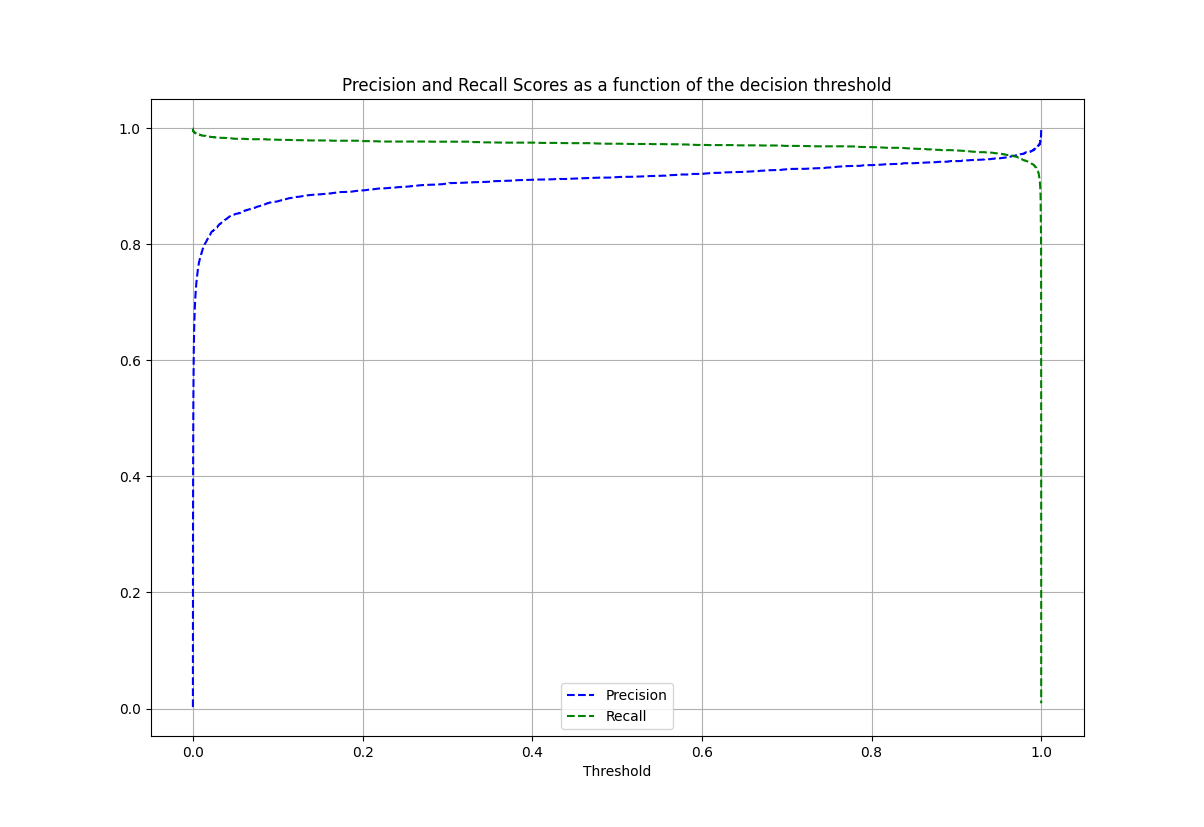 Precision and Recall Scores as a function of the decision threshold
1.0
0.8
0.6
0.4
0.2
0.0
Precision
Recall
0.0 0.2 0.4 0.6 0.8 1.0
Threshold